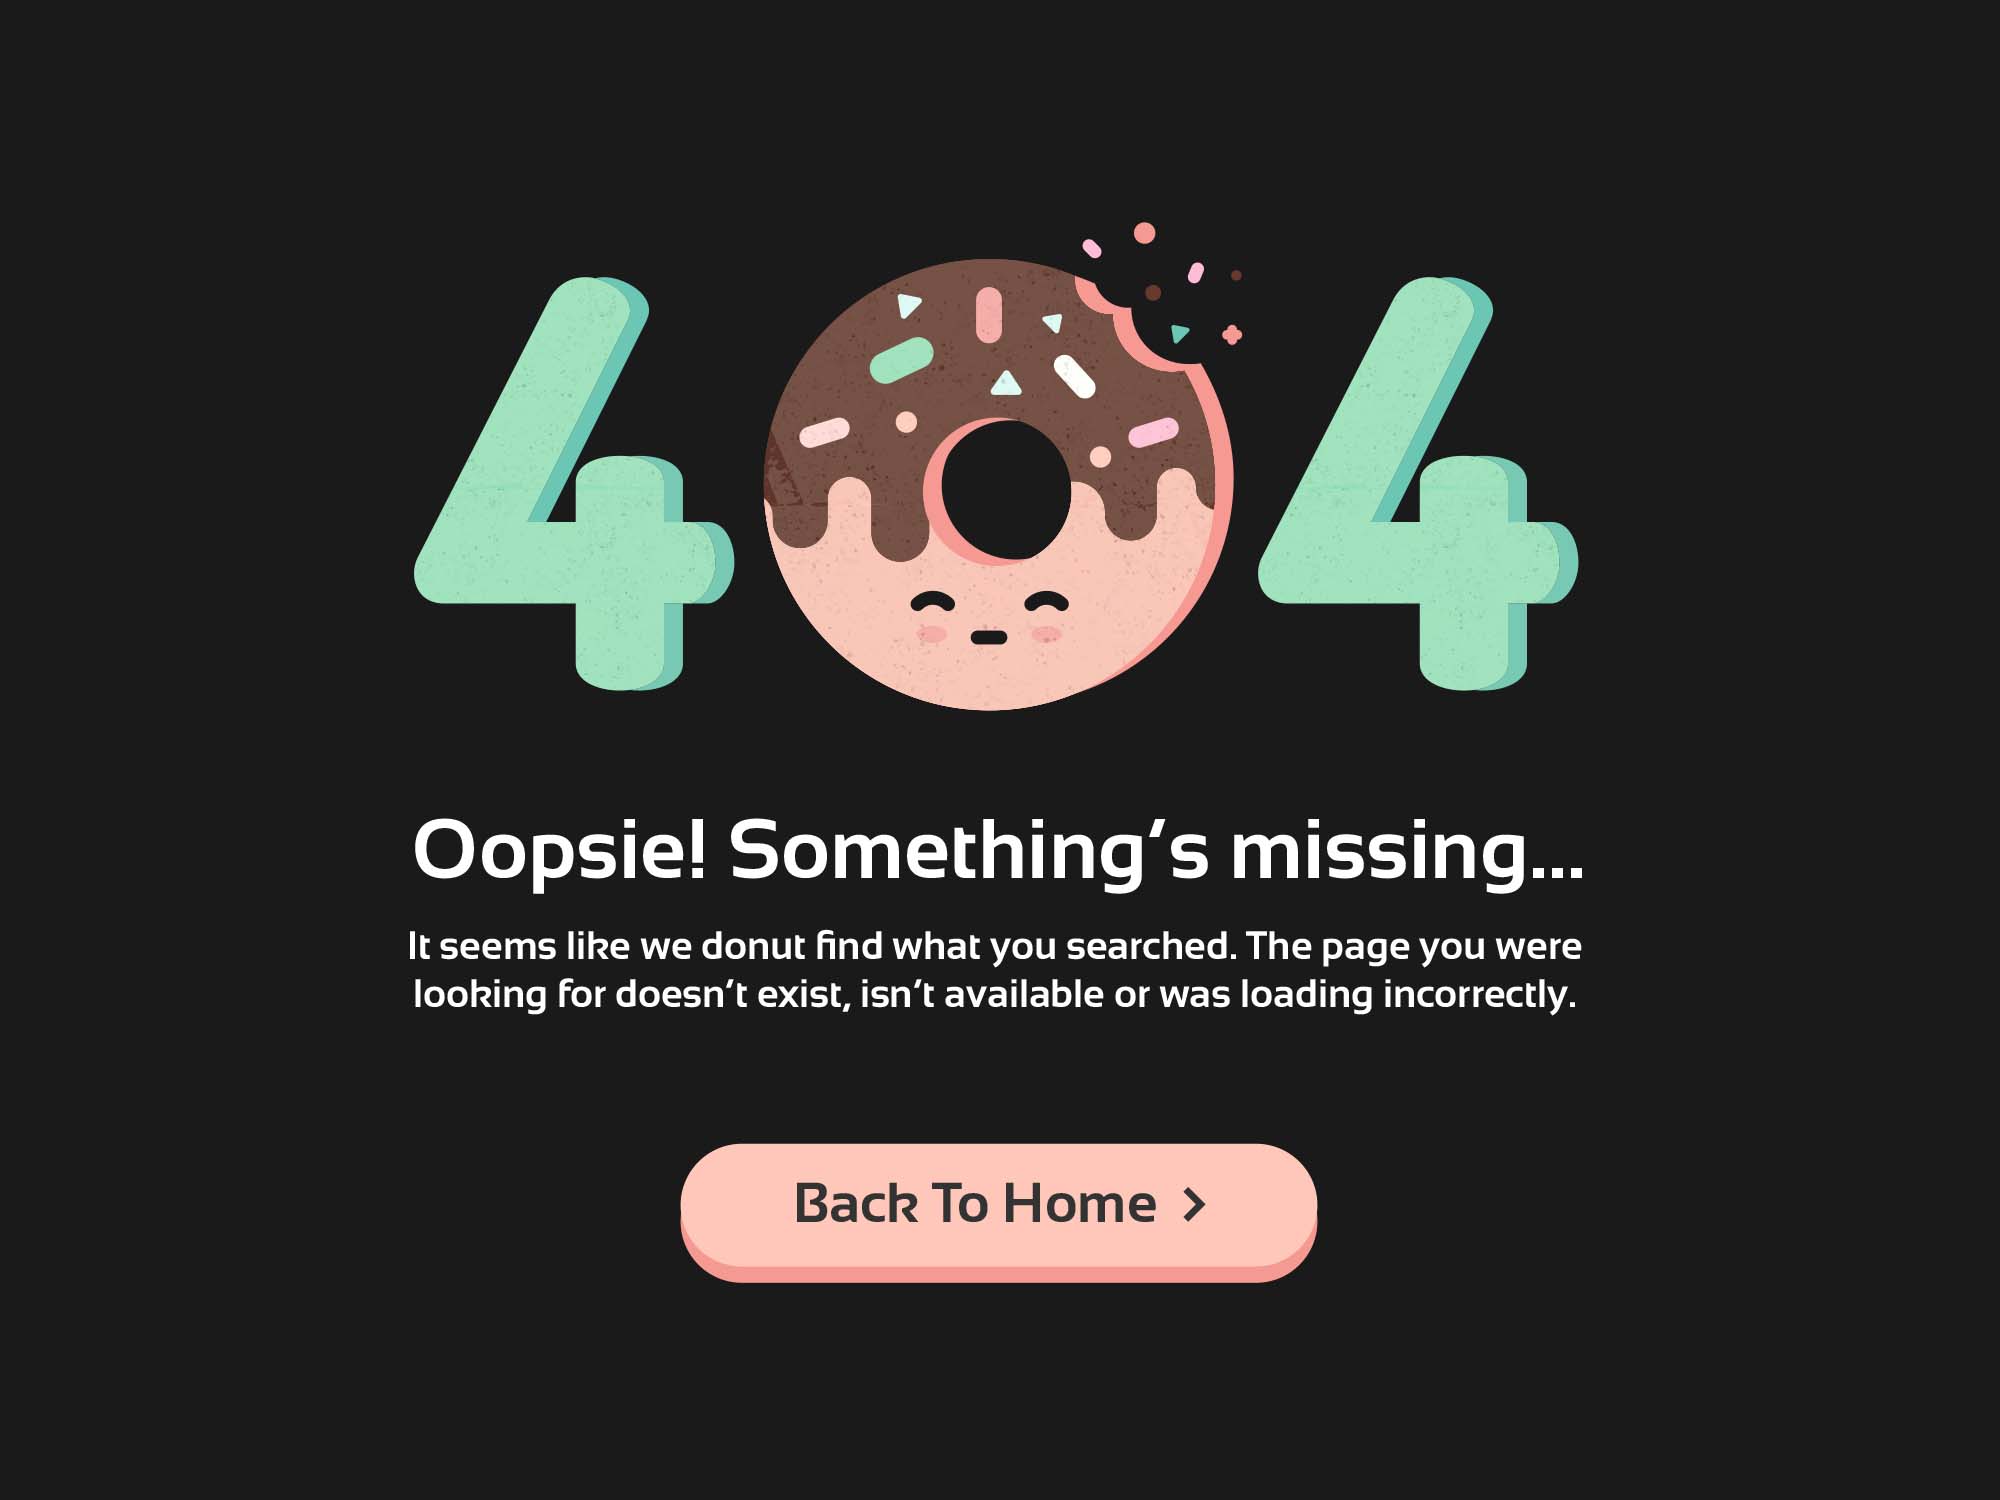 404
Oopsie! Something's missing...
It seems like we donut find what you searched. The page you were
looking for doesn't exist, isn't available or was loading incorrectly.
Back To Home